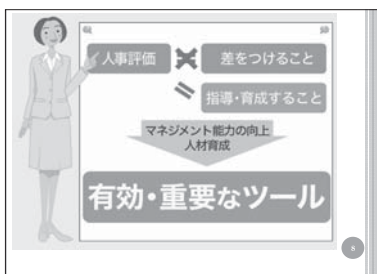 人事評価
差をつけること
指導・育成すること
マネジメント能力の向上
人材育成
有効・重要なツール
8